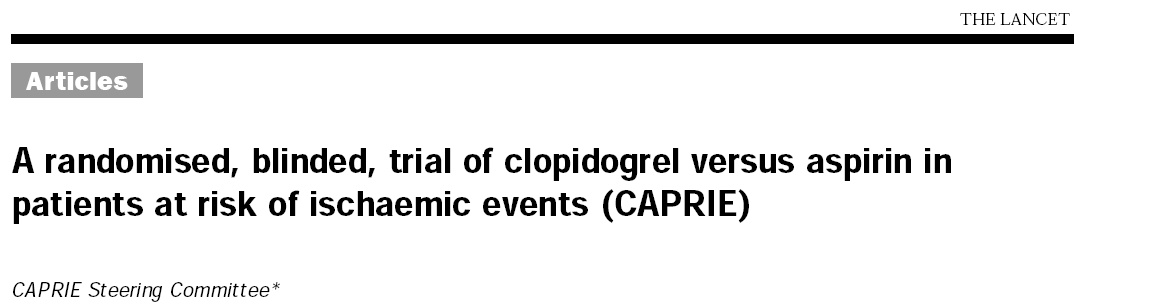 THE LANCET
Articles
A randomised, blinded, trial of clopidogrel versus aspirin in
patients at risk of ischaemic events (CAPRIE)
CAPRIE Steering Committee*